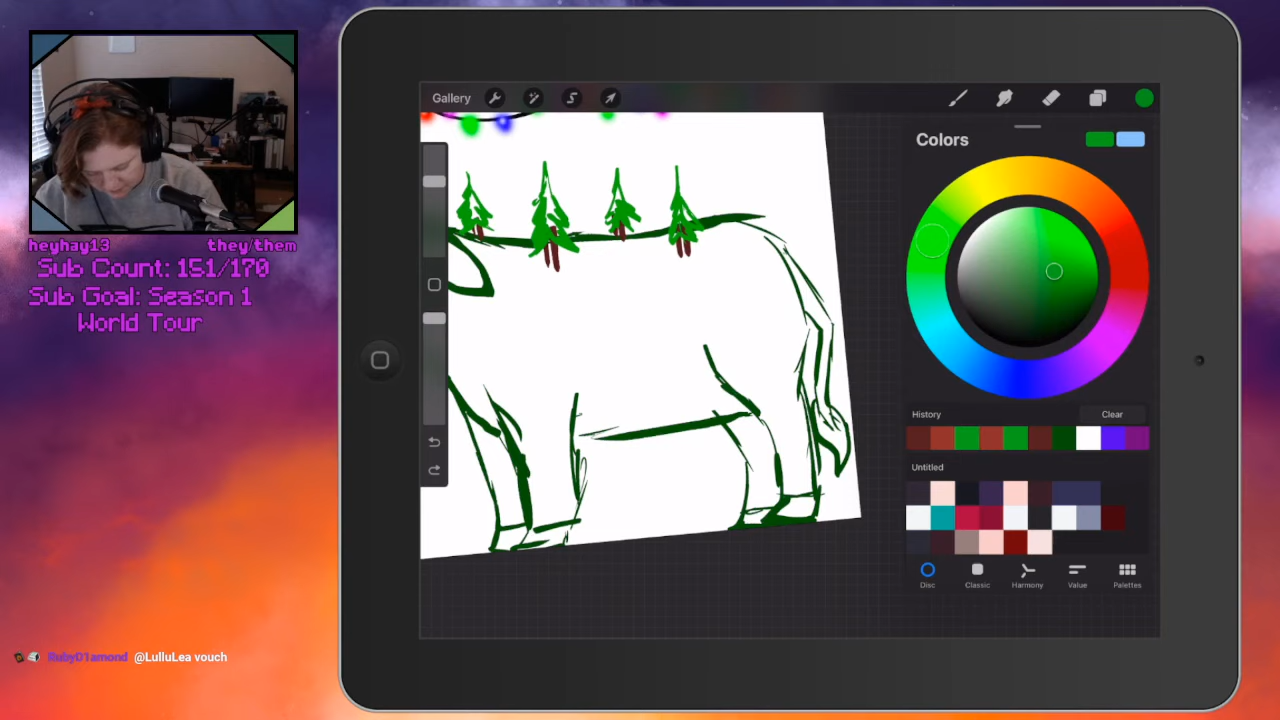 heyhay13 they/them
Sub Count: 151/170
Sub Goal: Season 1
World Tour
RubyD1amond @LulluLea vouch
Gallery
Colors
History Clear
Untitled
Disc Classic Harmony Value Palettes